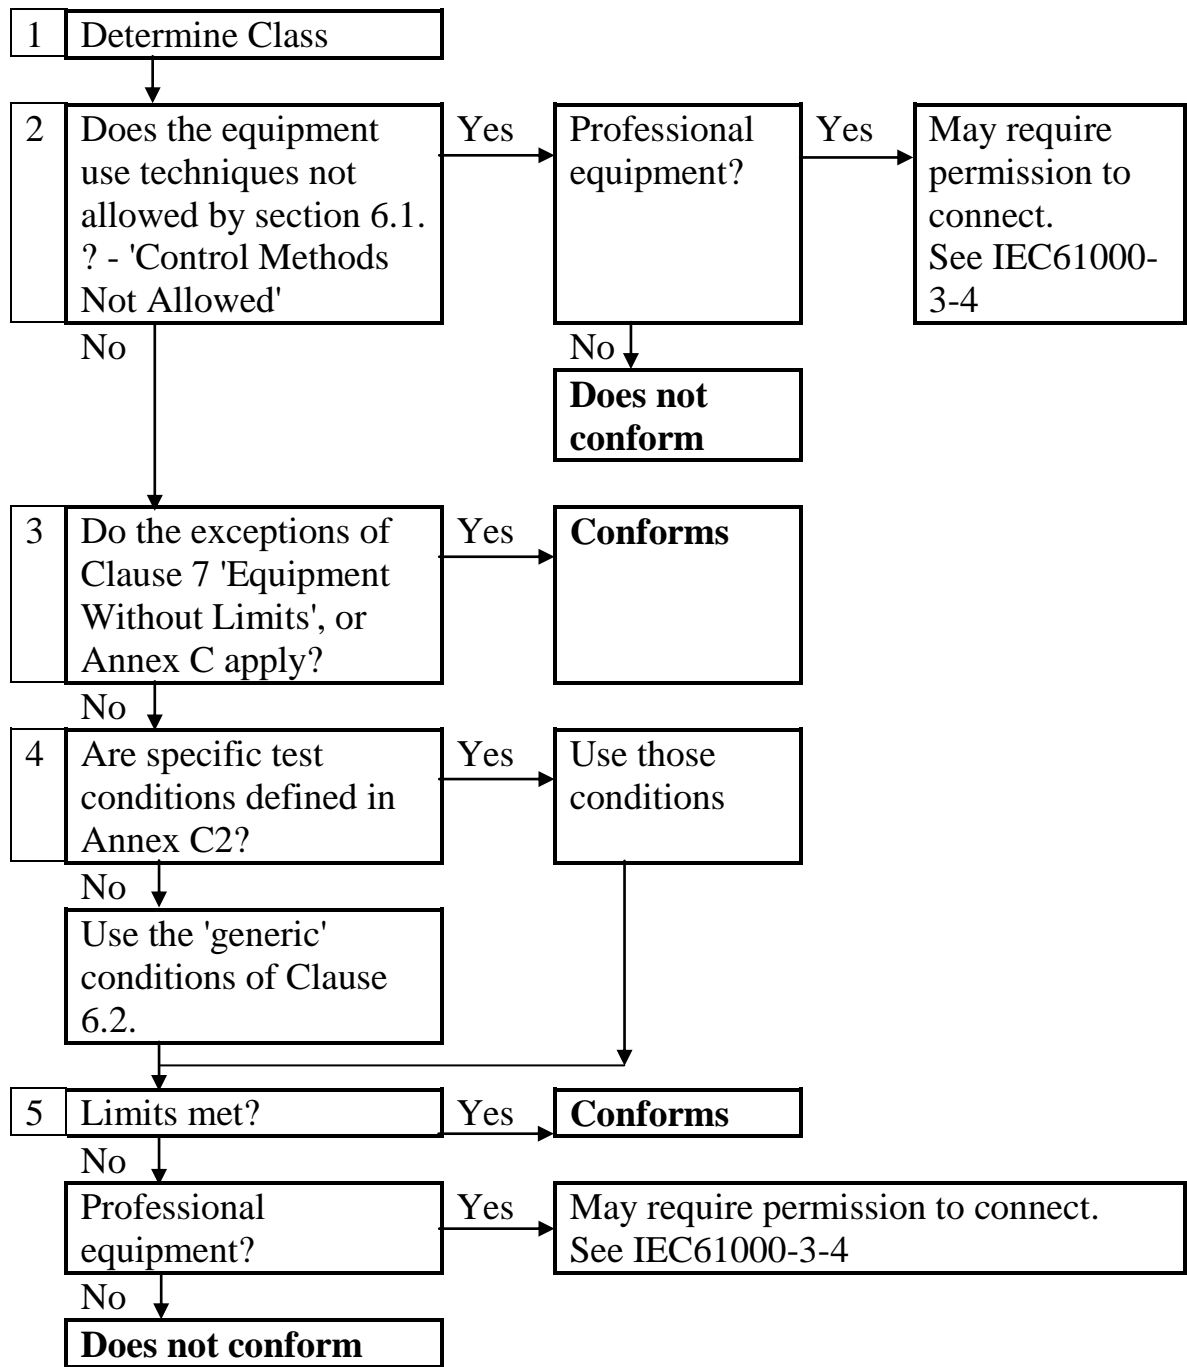 1
Determine Class
2
Does the equipment
use techniques not
allowed by section 6.1.
? - 'Control Methods
Not Allowed'
Yes
Professional
equipment?
Yes
May require
permission to
connect.
See IEC61000-
3-4
No
No
Does not
conform
3
Do the exceptions of
Clause 7 'Equipment
Without Limits', or
Annex C apply?
Yes
Conforms
No
4
Are specific test
conditions defined in
Annex C2?
Yes
Use those
conditions
No
Use the 'generic'
conditions of Clause
6.2.
5
Limits met?
Yes
Conforms
No
Professional
equipment?
Yes
May require permission to connect.
See IEC61000-3-4
No
Does not conform